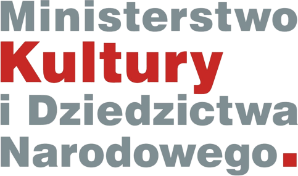 Ministerstwo
Kultury
i Dziedzictwa
Narodowego.